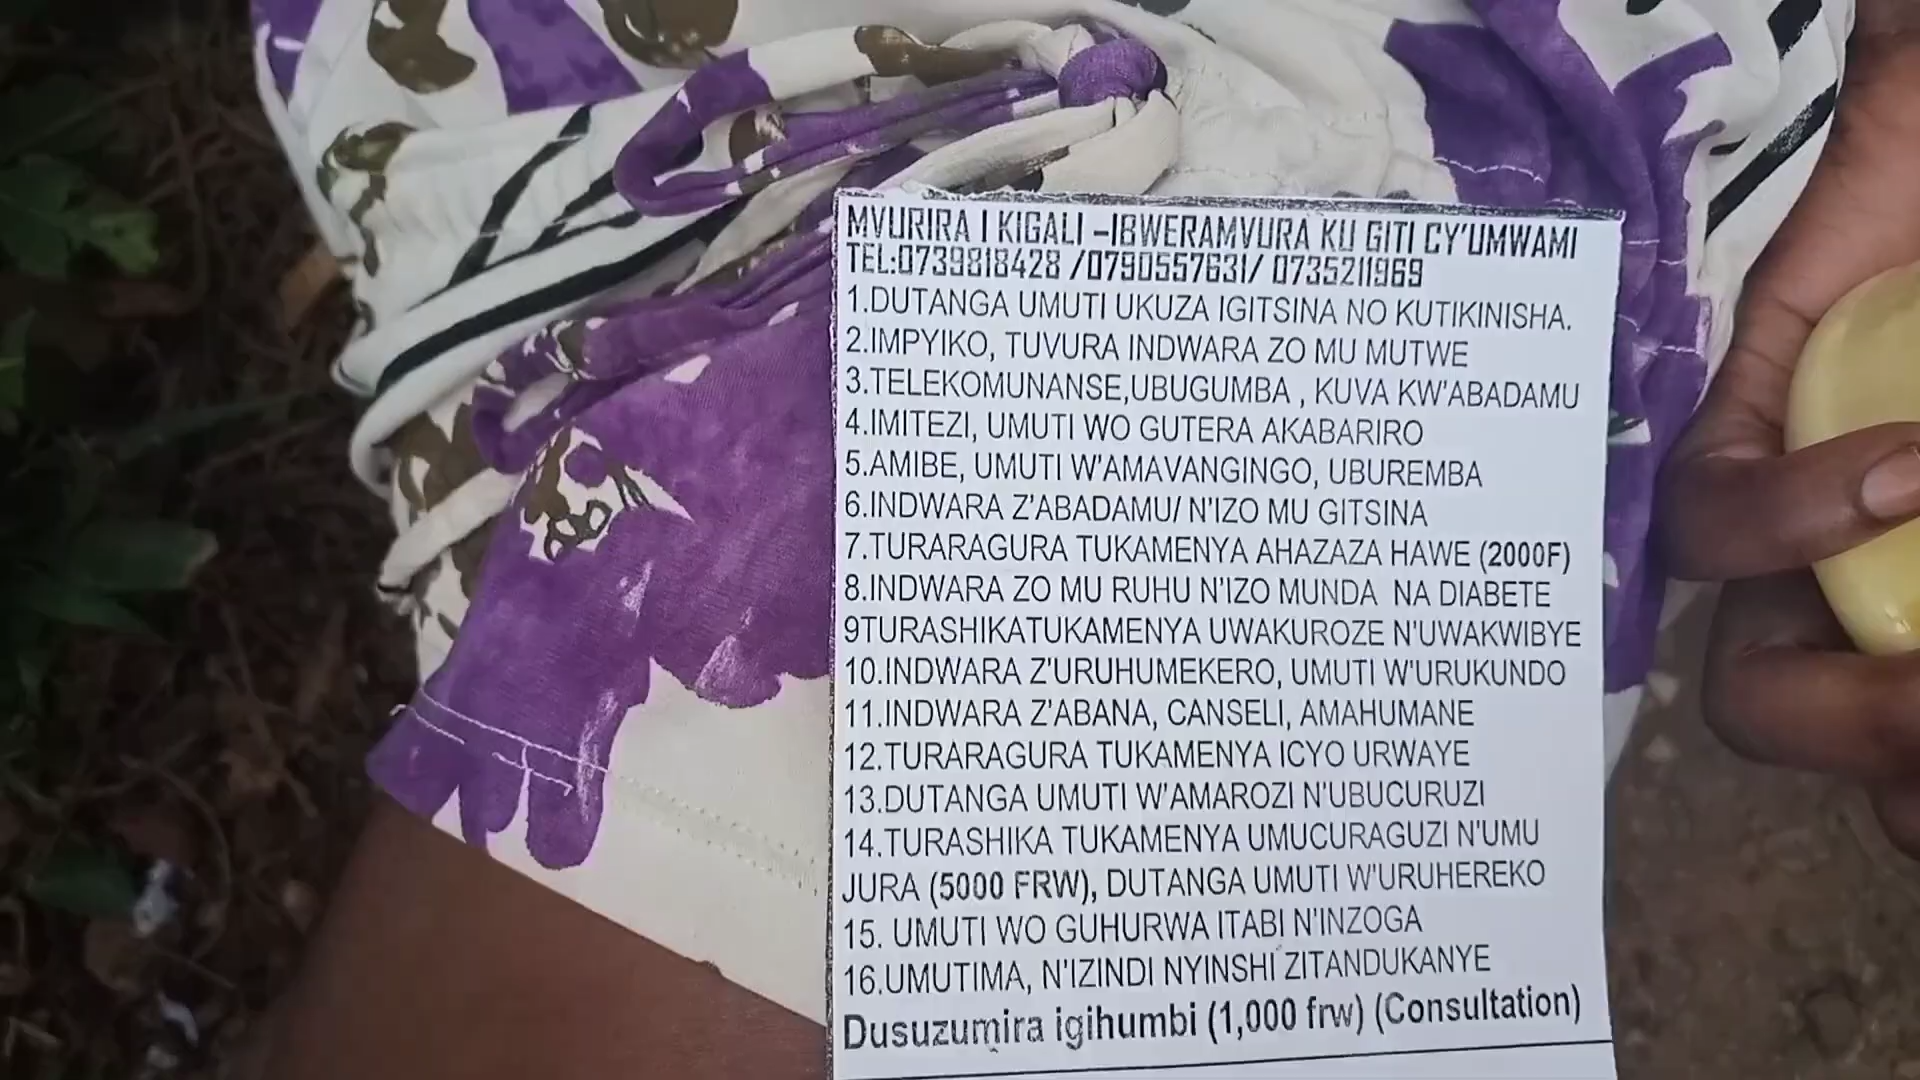 MVURIRA I KIGALI –IBWERAMVURA KU GITI CY'UMWAMI
TEL:0739818428 /0790557631/ 0735211969
1.DUTANGA UMUTI UKUZA IGITSINA NO KUTIKINISHA.
2.IMPYIKO, TUVURA INDWARA ZO MU MUTWE
3.TELEKOMUNANSE,UBUGUMBA , KUVA KW'ABADAMU
4.IMITEZI, UMUTI WO GUTERA AKABARIRO
5.AMIBE, UMUTI W'AMAVANGINGO, UBUREMBA
6.INDWARA Z'ABADAMU/ N'IZO MU GITSINA
7.TURARAGURA TUKAMENYA AHAZAZA HAWE (2000F)
8.INDWARA ZO MU RUHU N'IZO MUNDA NA DIABETE
9TURASHIKATUKAMENYA UWAKUROZE N'UWAKWIBYE
10.INDWARA Z'URUHUMEKERO, UMUTI W'URUKUNDO
11.INDWARA Z'ABANA, CANSELI, AMAHUMANE
12.TURARAGURA TUKAMENYA ICYO URWAYE
13.DUTANGA UMUTI W'AMAROZI N'UBUCURUZI
14.TURASHIKA TUKAMENYA UMUCURAGUZI N'UMU
JURA (5000 FRW), DUTANGA UMUTI W'URUHEREKO
15. UMUTI WO GUHURWA ITABI N'INZOGA
16.UMUTIMA, N'IZINDI NYINSHI ZITANDUKANYE
Dusuzumira igihumbi (1,000 frw) (Consultation)